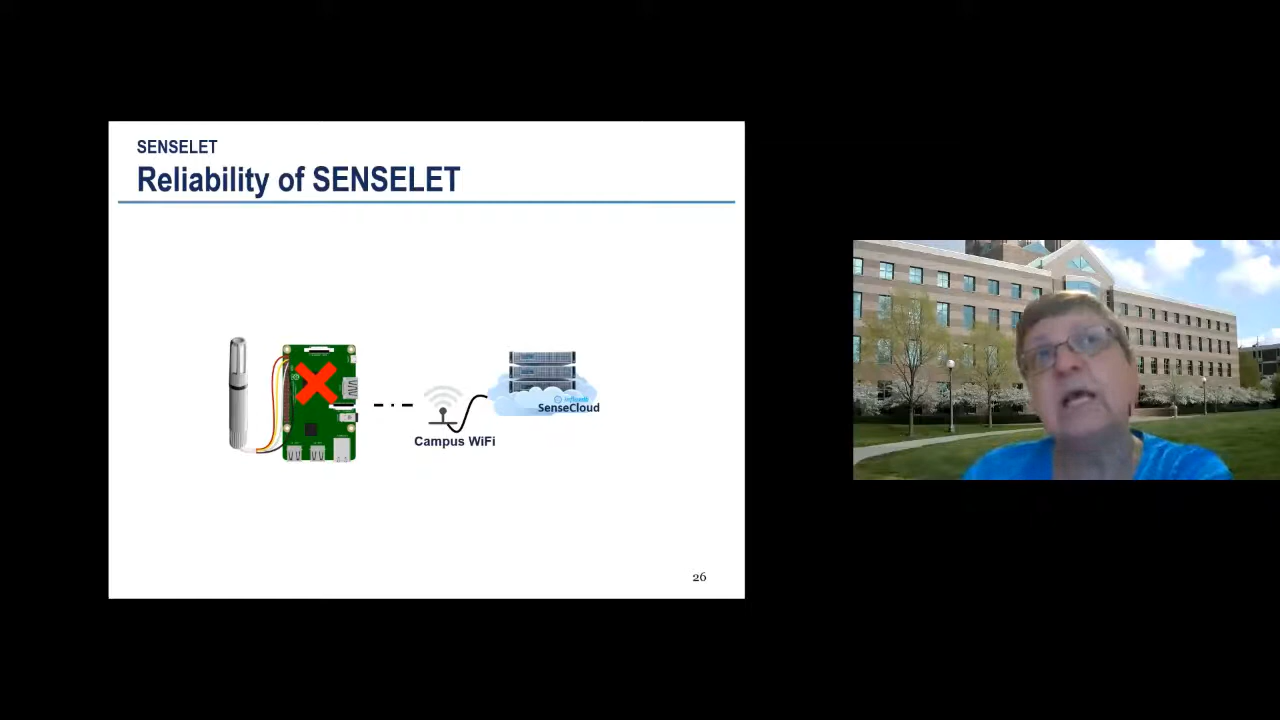 SENSELET
Reliability of SENSELET
SenseCloud
Campus WiFi
26